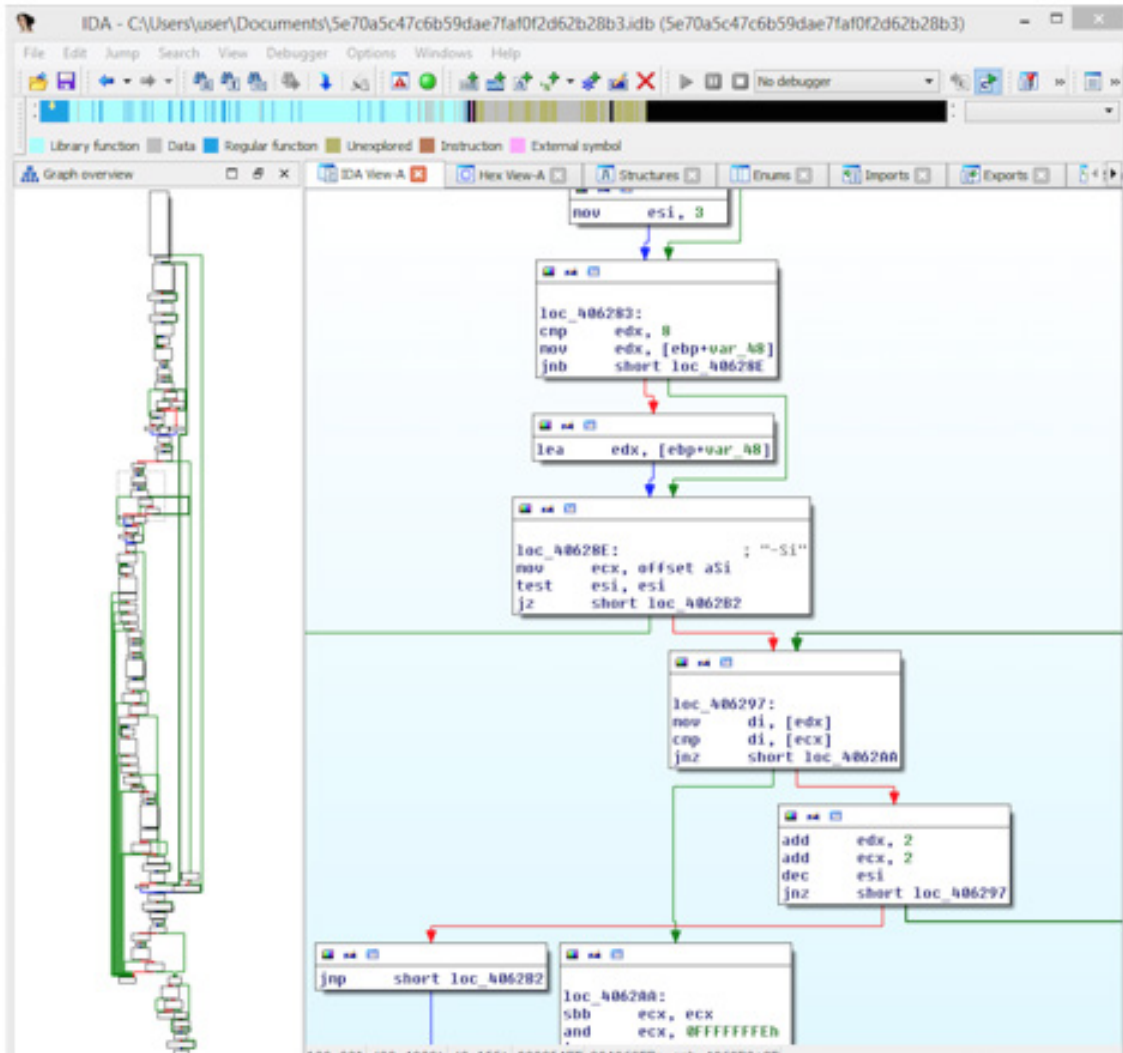 IDA - C:\Users\user\Documents\5e70a5c47c6b59dae7faf0f2d62b28b3.idb (5e70a5c47c6b59dae7faf0f2d62b28b3)
File Edit Jump Search View Debugger Options Windows Help
No debugger
Library function Data Regular function Unexplored Instruction External symbol
Graph overview
IDA View-A Hex View-A Structures Enums Imports Exports
mov esi, 3
loc_406283:
cmp edx, 8
mov edx, [ebp+var_48]
jnb short loc_40628E
lea edx, [ebp+var_48]
loc_40628E: ; "-Si"
mov ecx, offset aSi
test esi, esi
jz short loc_4062B2
loc_406297:
mov di, [edx]
cmp di, [ecx]
jnz short loc_4062AA
add edx, 2
add ecx, 2
dec esi
jnz short loc_406297
jmp short loc_4062B2
loc_4062AA:
sbb ecx, ecx
and ecx, 0FFFFFFFEh